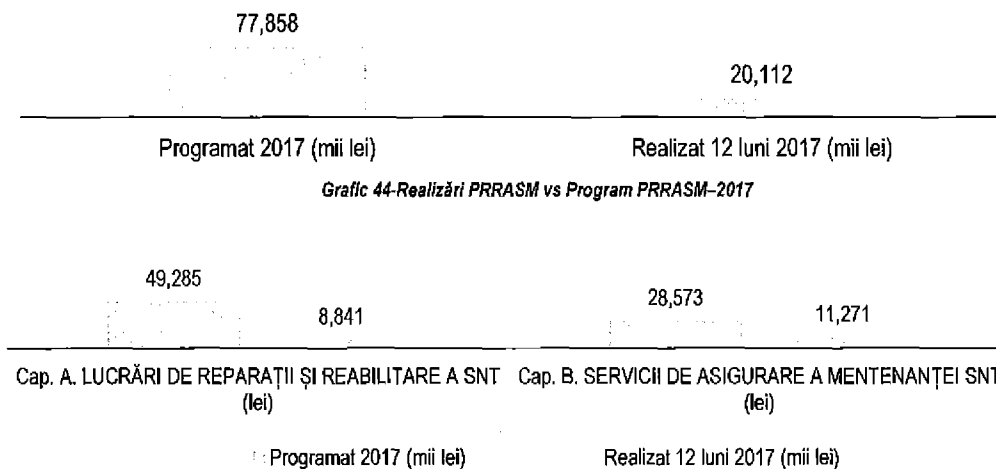 77,858
20,112
Programat 2017 (mii lei) Realizat 12 luni 2017 (mii lei)
Grafic 44-Realizări PRRASM vs Program PRRASM–2017
49,285
8,841
28,573
11,271
Cap. A. LUCRĂRI DE REPARAȚII ȘI REABILITARE A SNT
(lei)
Cap. B. SERVICII DE ASIGURARE A MENTENANȚEI SNT
(lei)
Programat 2017 (mii lei) Realizat 12 luni 2017 (mii lei)